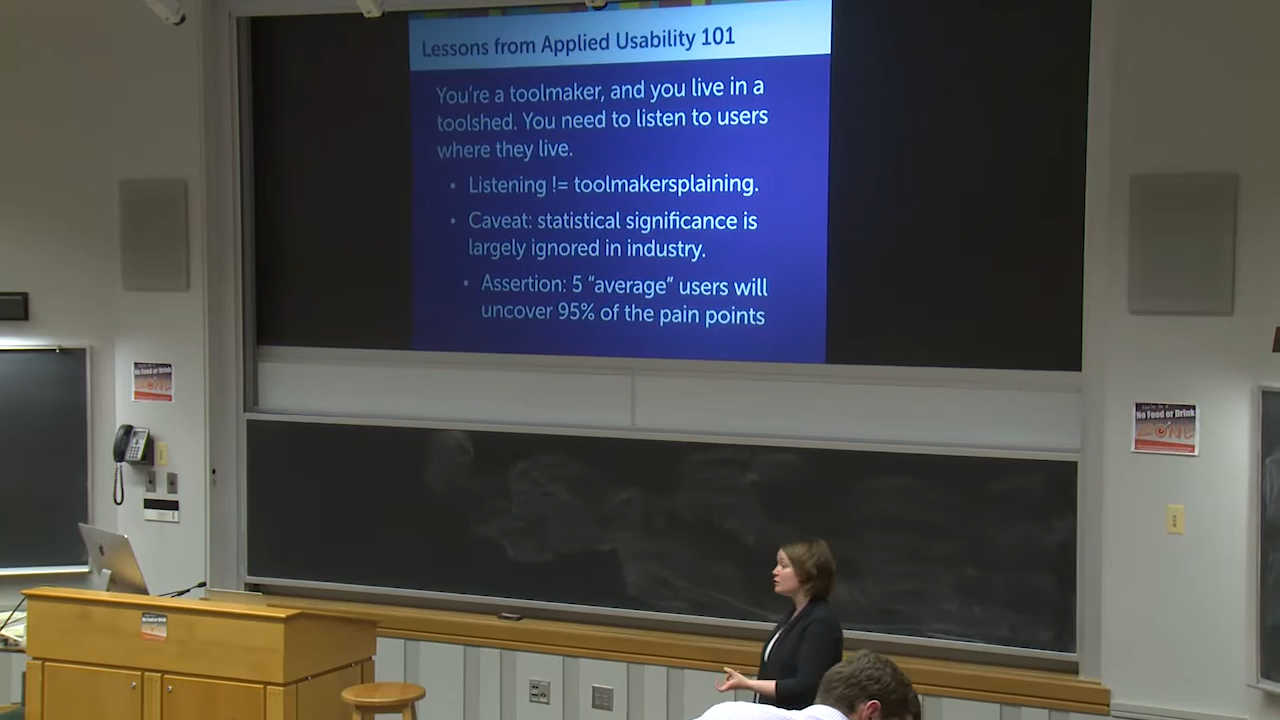 Lessons from Applied Usability 101
You're a toolmaker, and you live in a
toolshed. You need to listen to users
where they live.
• Listening != toolmakersplaining.
• Caveat: statistical significance is
largely ignored in industry.
• Assertion: 5 "average" users will
uncover 95% of the pain points
No Food or Drink
ZONE
No Food or Drink
ZONE